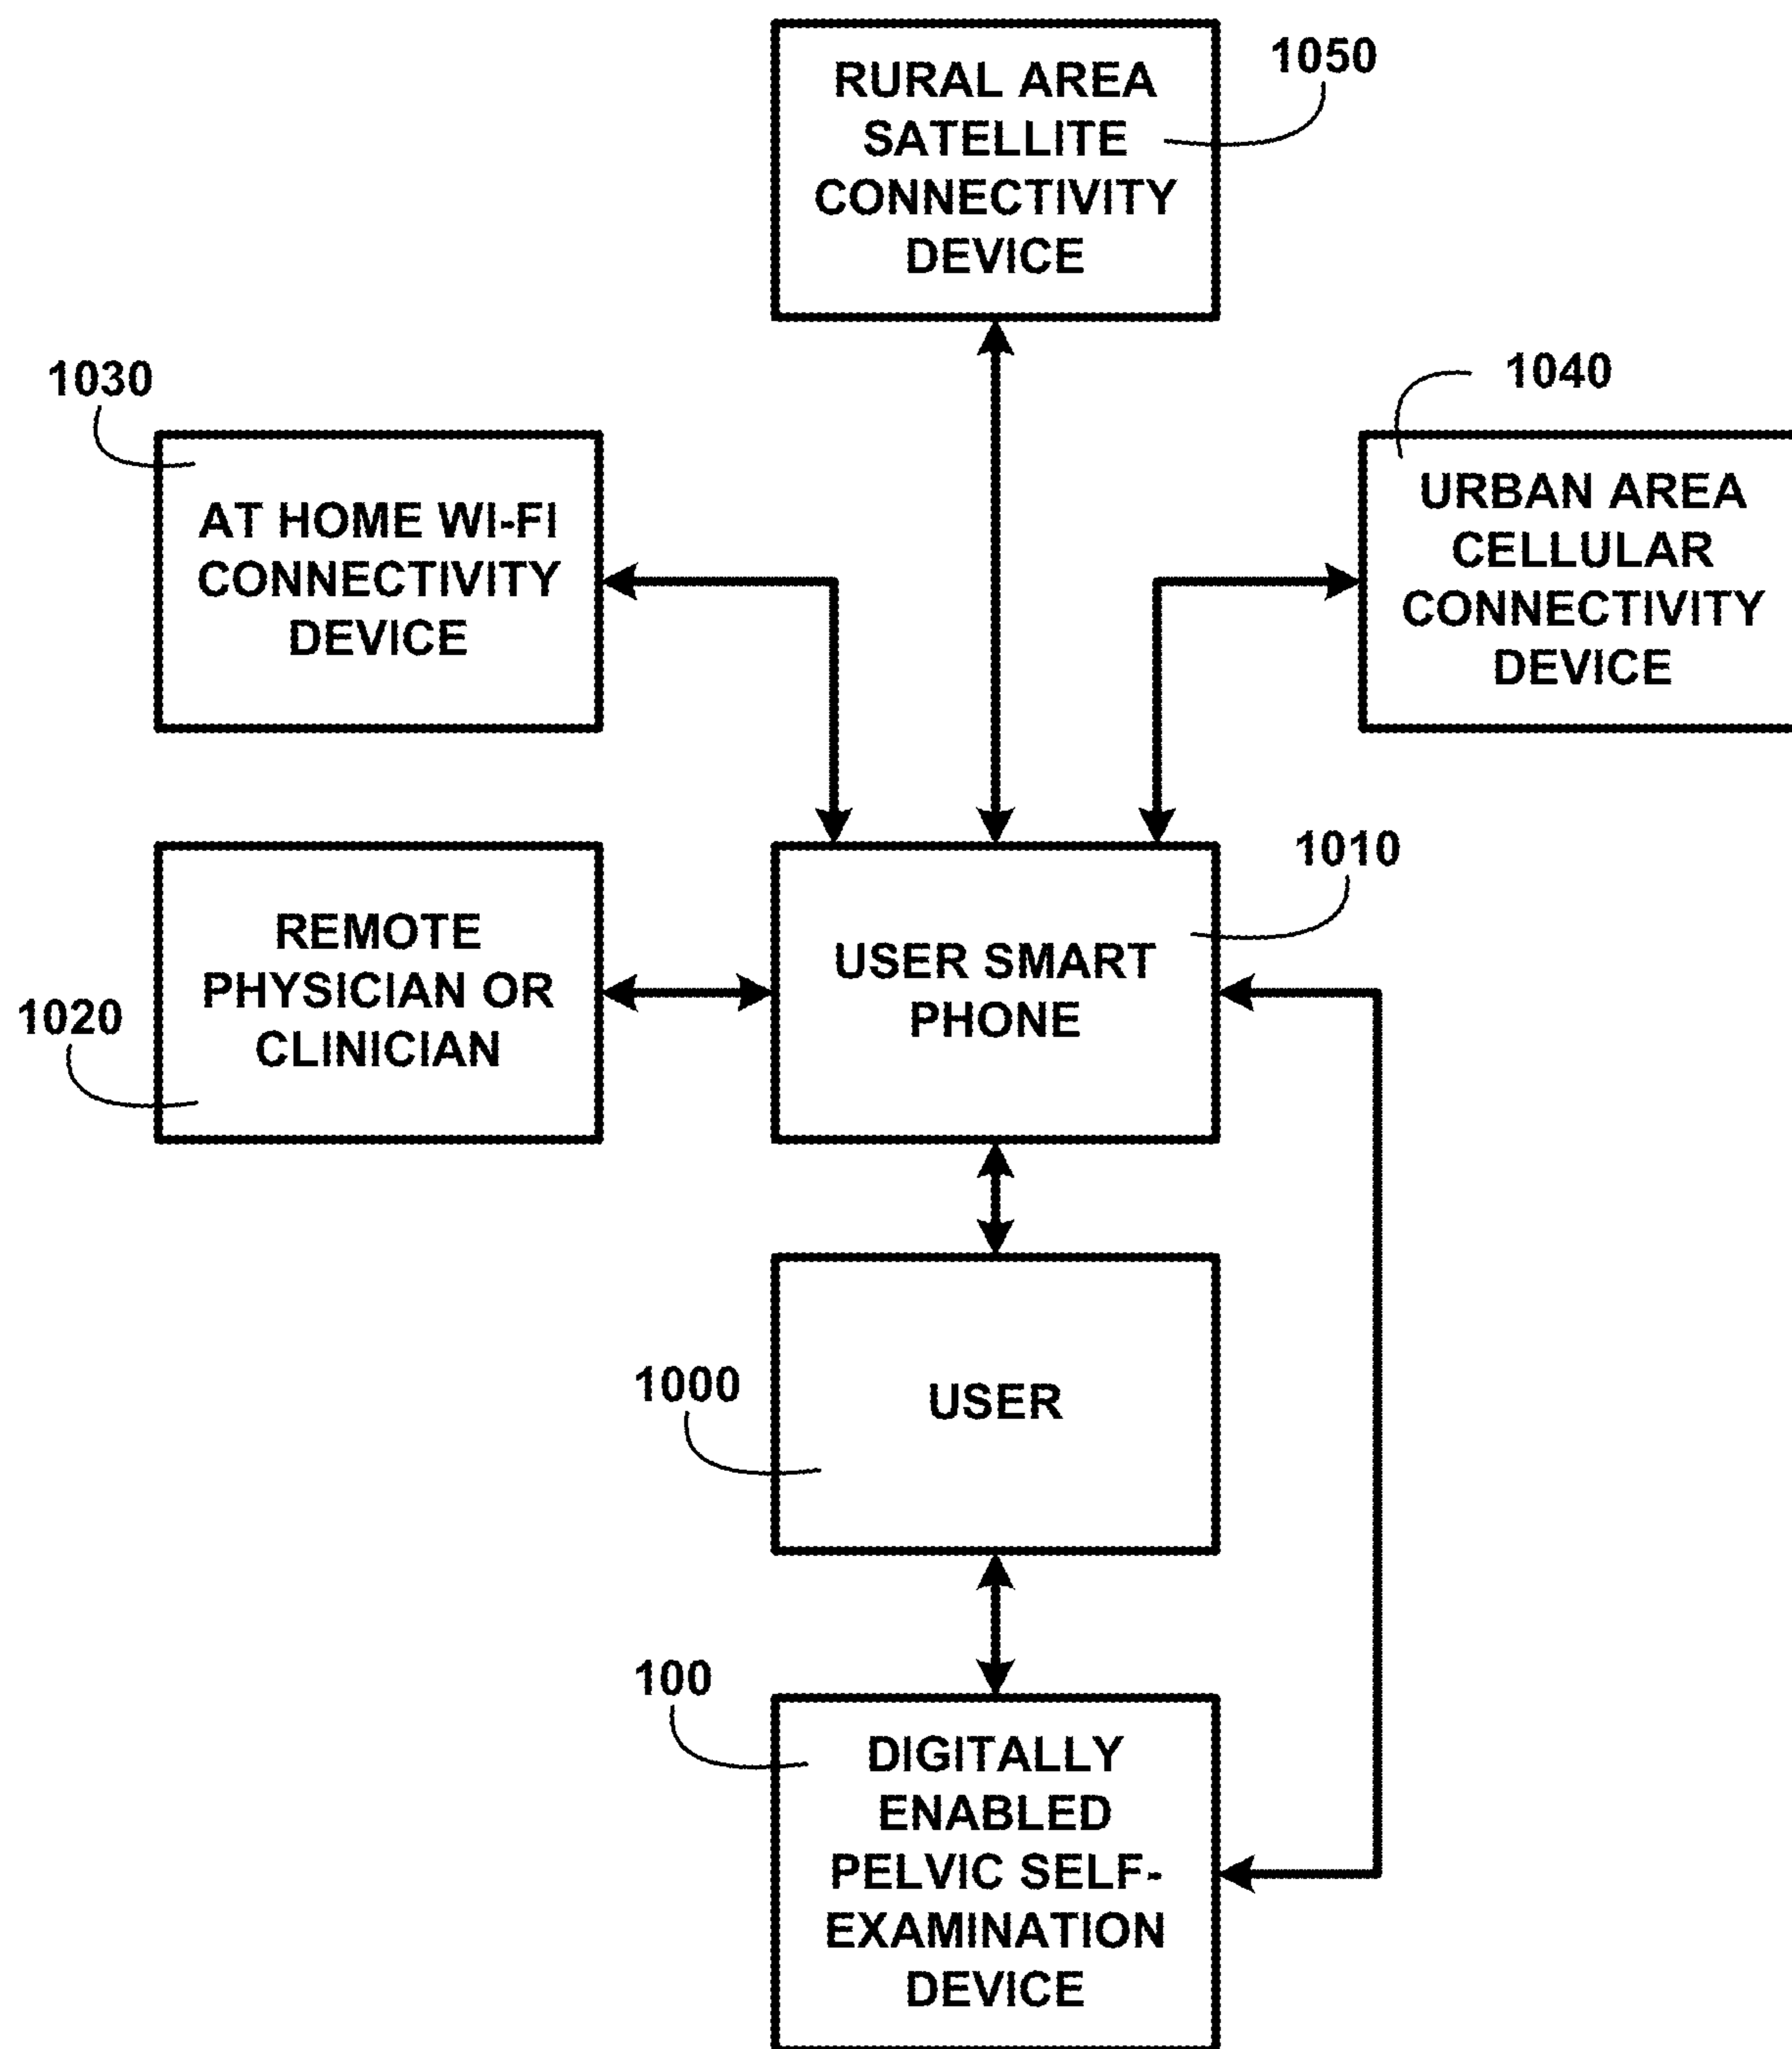 RURAL AREA
SATELLITE
CONNECTIVITY
DEVICE
1050
1030
AT HOME WI-FI
CONNECTIVITY
DEVICE
1040
URBAN AREA
CELLULAR
CONNECTIVITY
DEVICE
1020
REMOTE
PHYSICIAN OR
CLINICIAN
1010
USER SMART
PHONE
1000
USER
100
DIGITALLY
ENABLED
PELVIC SELF-
EXAMINATION
DEVICE